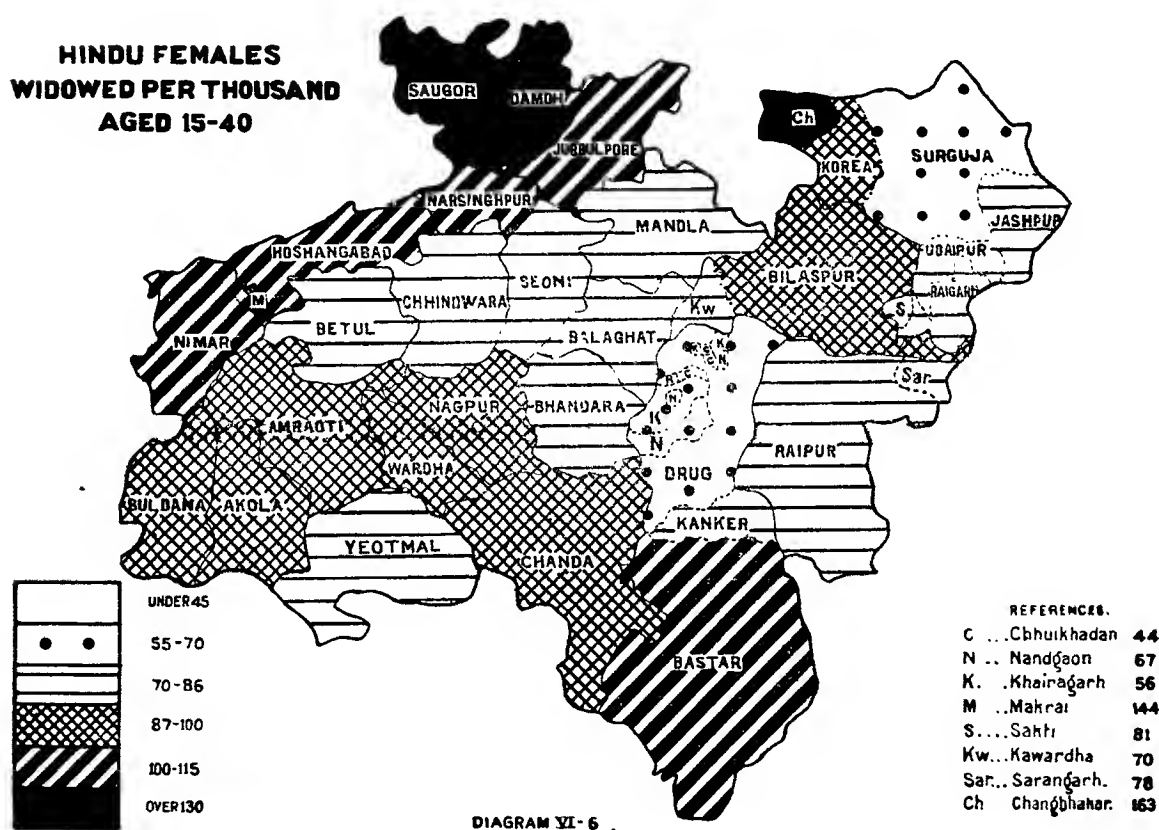 HINDU FEMALES
WIDOWED PER THOUSAND
AGED 15-40
SAUGOR
DAMOH
JUBBULPORE
Ch
KOREA
SURGUJA
NARSINGHPUR
JASHPUR
MANDLA
HOSHANGABAD
UDAIPUR
BILASPUR
SEONI
RAIGARH
CHHINDWARA
M
Kw
S
BETUL
BALAGHAT
NIMAR
K
N
Sar
N
NAGPUR
BHANDARA
K
AMRAOTI
N
RAIPUR
WARDHA
DRUG
BULDANA
AKOLA
KANKER
YEOTMAL
CHANDA
BASTAR
UNDER 45
55-70
70-86
87-100
100-115
OVER 130
REFERENCES.
C ... Chhuikhadan 44
N .. Nandgaon 67
K. . Khairagarh 56
M .. Makrai 144
S.... Sakti 81
Kw... Kawardha 70
Sar... Sarangarh. 78
Ch Changbhakar. 163
DIAGRAM VI-6